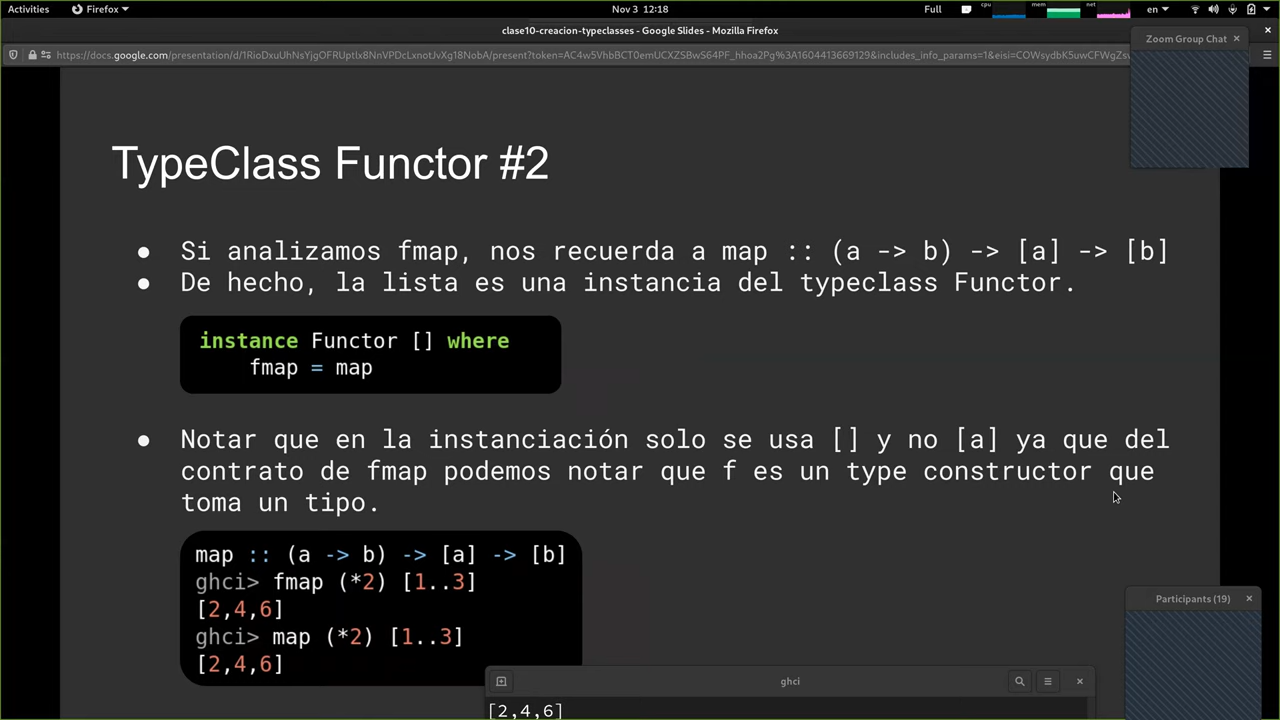 Activities
Firefox
Nov 3 12:18
Full
cpu
mem
net
en
clase10-creacion-typeclasses - Google Slides - Mozilla Firefox
Zoom Group Chat
TypeClass Functor #2
● Si analizamos fmap, nos recuerda a map :: (a -> b) -> [a] -> [b]
● De hecho, la lista es una instancia del typeclass Functor.
instance Functor [] where
fmap = map
● Notar que en la instanciación solo se usa [] y no [a] ya que del
contrato de fmap podemos notar que f es un type constructor que
toma un tipo.
map :: (a -> b) -> [a] -> [b]
ghci> fmap (*2) [1..3]
[2,4,6]
ghci> map (*2) [1..3]
[2,4,6]
Participants (19)
ghci
[2,4,6]